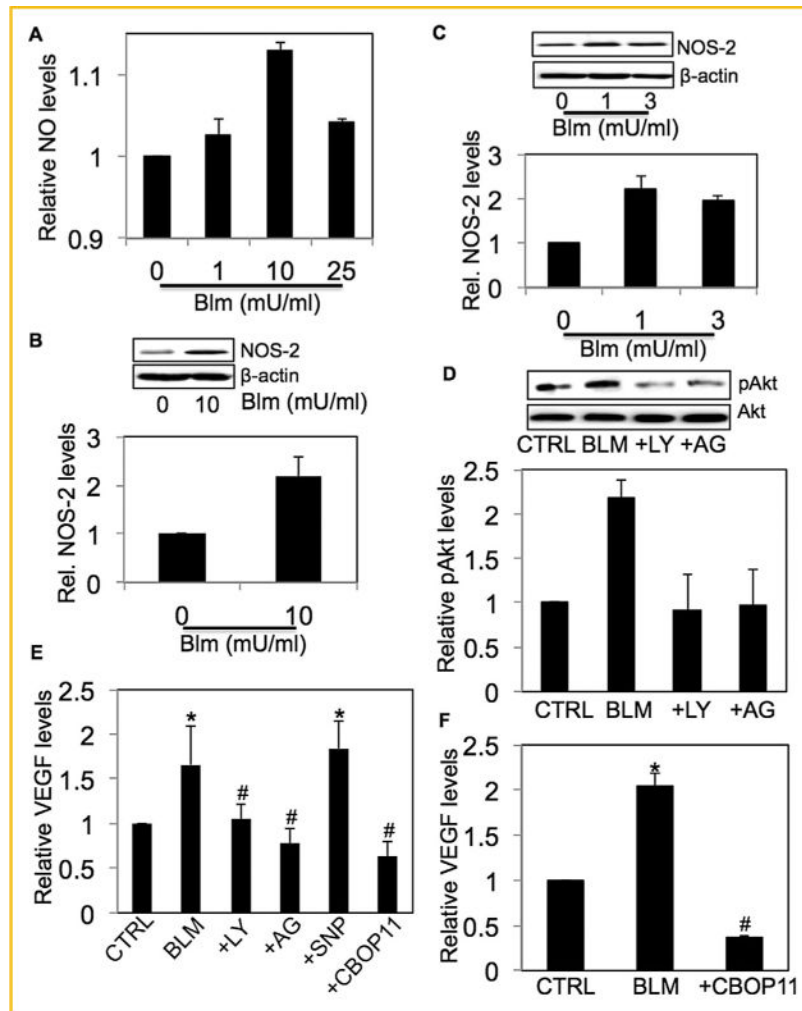 A
Relative NO levels
1.1
1
0.9
0 1 10 25
Blm (mU/ml)
B
NOS-2
β-actin
0 10 Blm (mU/ml)
Rel. NOS-2 levels
3
2
1
0
0 10
Blm (mU/ml)
C
NOS-2
β-actin
0 1 3
Blm (mU/ml)
Rel. NOS-2 levels
3
2
1
0
0 1 3
Blm (mU/ml)
D
pAkt
Akt
CTRL BLM +LY +AG
Relative pAkt levels
2.5
2
1.5
1
0.5
0
CTRL BLM +LY +AG
E
Relative VEGF levels
2.5
2
1.5
1
0.5
0
* # # * #
CTRL BLM +LY +AG +SNP +CBOP11
F
Relative VEGF levels
2.5
2
1.5
1
0.5
0
* #
CTRL BLM +CBOP11